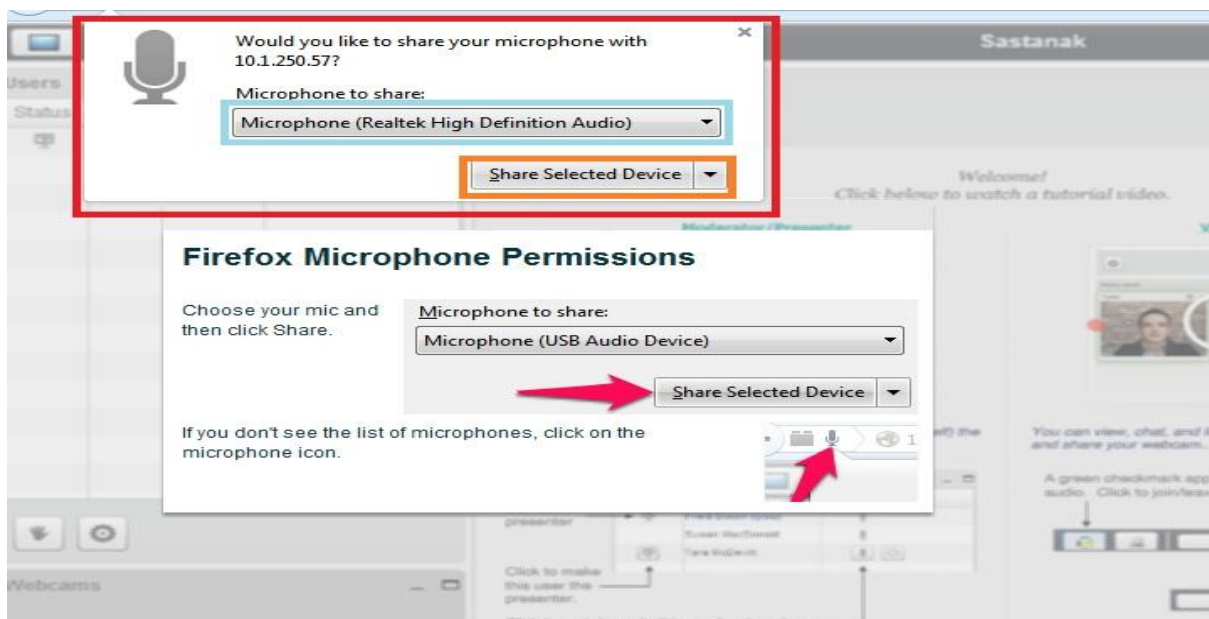 Would you like to share your microphone with
10.1.250.57?
Microphone to share:
Microphone (Realtek High Definition Audio)
Share Selected Device
Sastanak
Users
Status
Welcome!
Click below to watch a tutorial video.
Moderator/Presenter
Firefox Microphone Permissions
Choose your mic and
then click Share.
Microphone to share:
Microphone (USB Audio Device)
Share Selected Device
If you don't see the list of microphones, click on the
microphone icon.
1
the
You can view, chat, and
and share your webcam.
A green checkmark
audio. Click to join/leave
presenter
Click to make
this user the
presenter.
Webcams